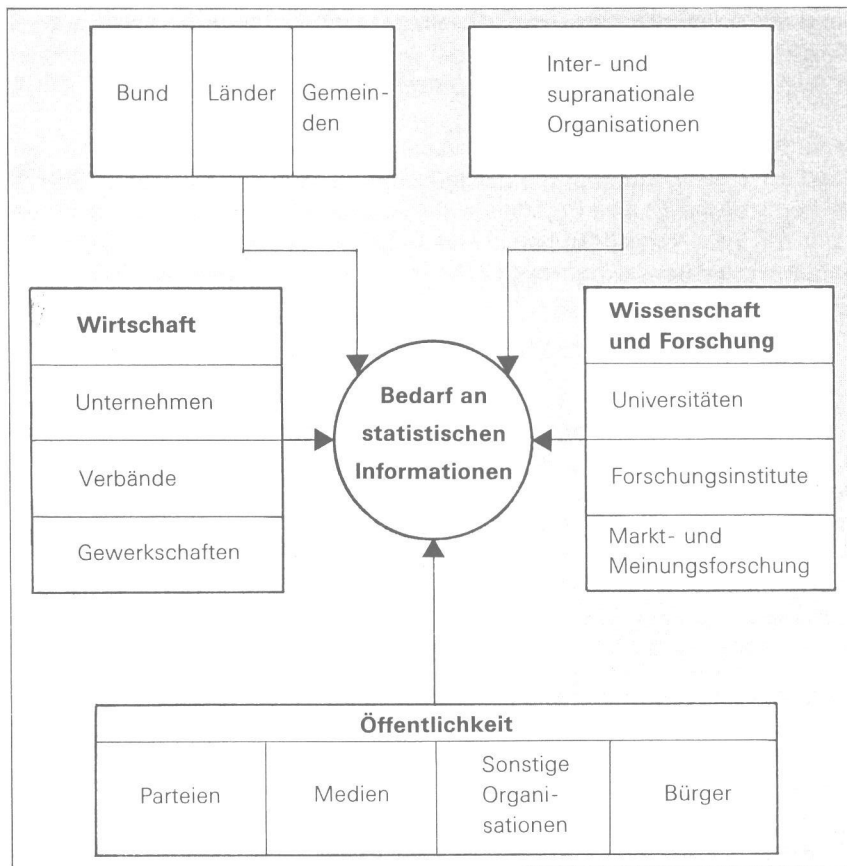 Bund
Länder
Gemein-
den
Inter- und
supranationale
Organisationen
Wirtschaft
Unternehmen
Verbände
Gewerkschaften
Bedarf an
statistischen
Informationen
Wissenschaft
und Forschung
Universitäten
Forschungsinstitute
Markt- und
Meinungsforschung
Öffentlichkeit
Parteien
Medien
Sonstige
Organi-
sationen
Bürger